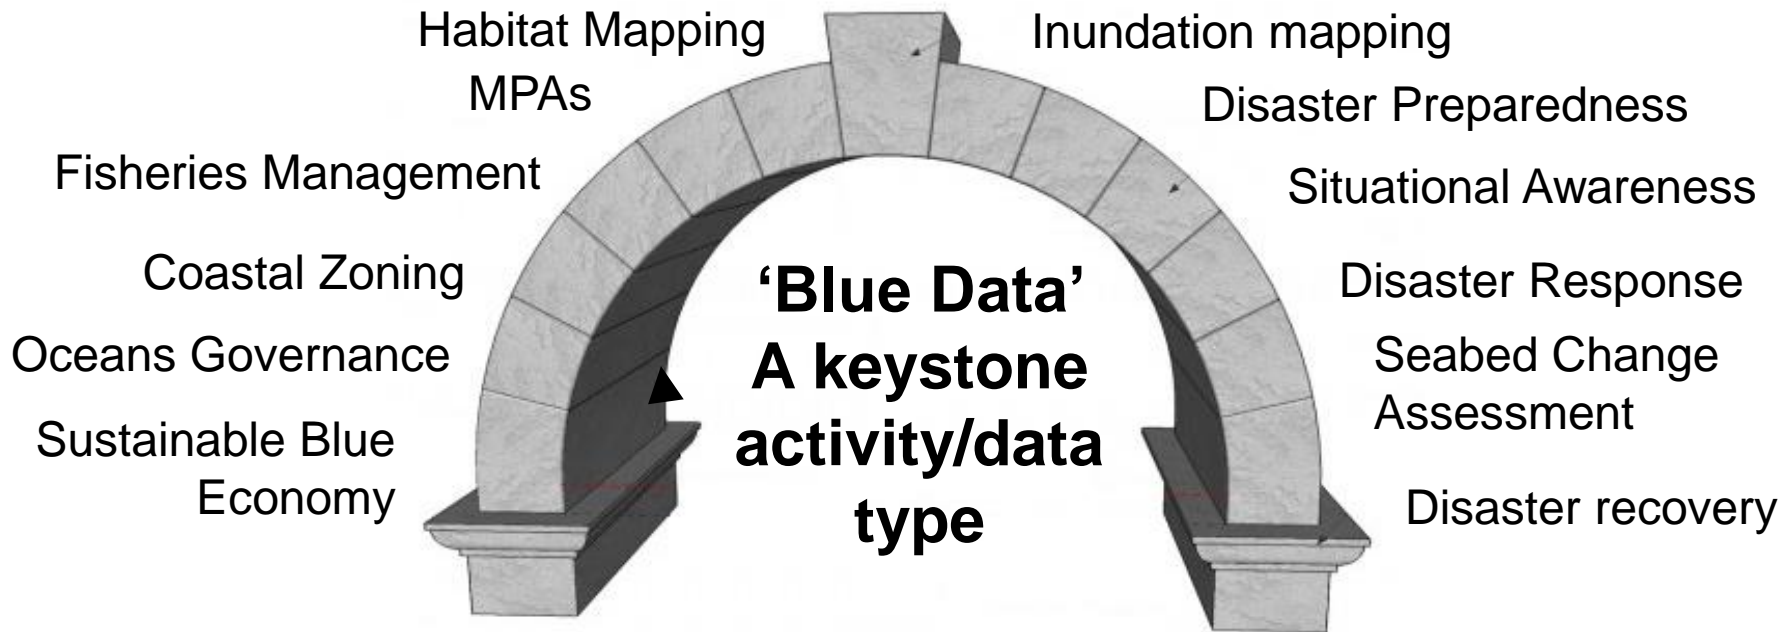 Habitat Mapping
MPAs
Fisheries Management
Coastal Zoning
Oceans Governance
Sustainable Blue
Economy
‘Blue Data’
A keystone
activity/data
type
Inundation mapping
Disaster Preparedness
Situational Awareness
Disaster Response
Seabed Change
Assessment
Disaster recovery